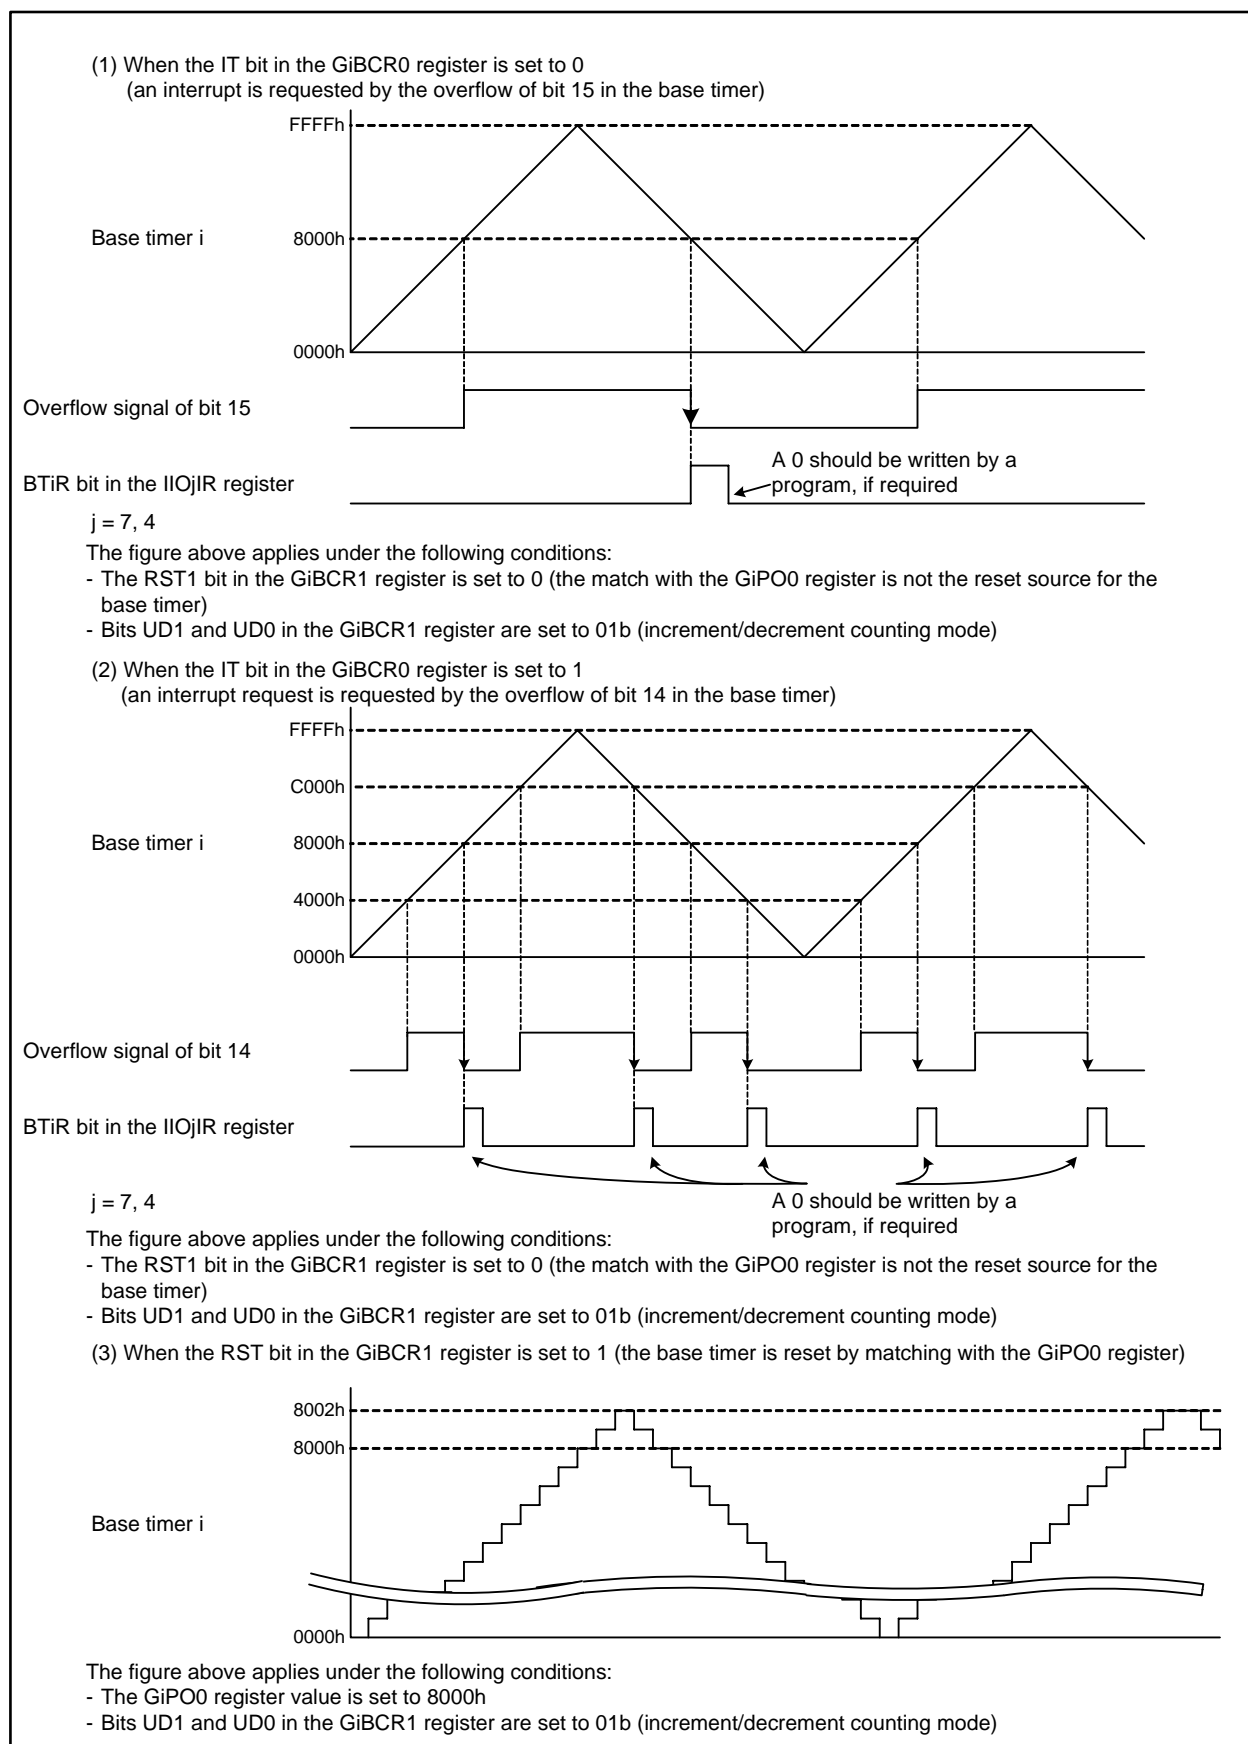 (1) When the IT bit in the GiBCR0 register is set to 0
(an interrupt is requested by the overflow of bit 15 in the base timer)
FFFFh
Base timer i
8000h
0000h
Overflow signal of bit 15
BTiR bit in the IIOjIR register
A 0 should be written by a
program, if required
j = 7, 4
The figure above applies under the following conditions:
- The RST1 bit in the GiBCR1 register is set to 0 (the match with the GiPO0 register is not the reset source for the
base timer)
- Bits UD1 and UD0 in the GiBCR1 register are set to 01b (increment/decrement counting mode)
(2) When the IT bit in the GiBCR0 register is set to 1
(an interrupt request is requested by the overflow of bit 14 in the base timer)
FFFFh
C000h
Base timer i
8000h
4000h
0000h
Overflow signal of bit 14
BTiR bit in the IIOjIR register
j = 7, 4
A 0 should be written by a
program, if required
The figure above applies under the following conditions:
- The RST1 bit in the GiBCR1 register is set to 0 (the match with the GiPO0 register is not the reset source for the
base timer)
- Bits UD1 and UD0 in the GiBCR1 register are set to 01b (increment/decrement counting mode)
(3) When the RST bit in the GiBCR1 register is set to 1 (the base timer is reset by matching with the GiPO0 register)
8002h
8000h
Base timer i
0000h
The figure above applies under the following conditions:
- The GiPO0 register value is set to 8000h
- Bits UD1 and UD0 in the GiBCR1 register are set to 01b (increment/decrement counting mode)